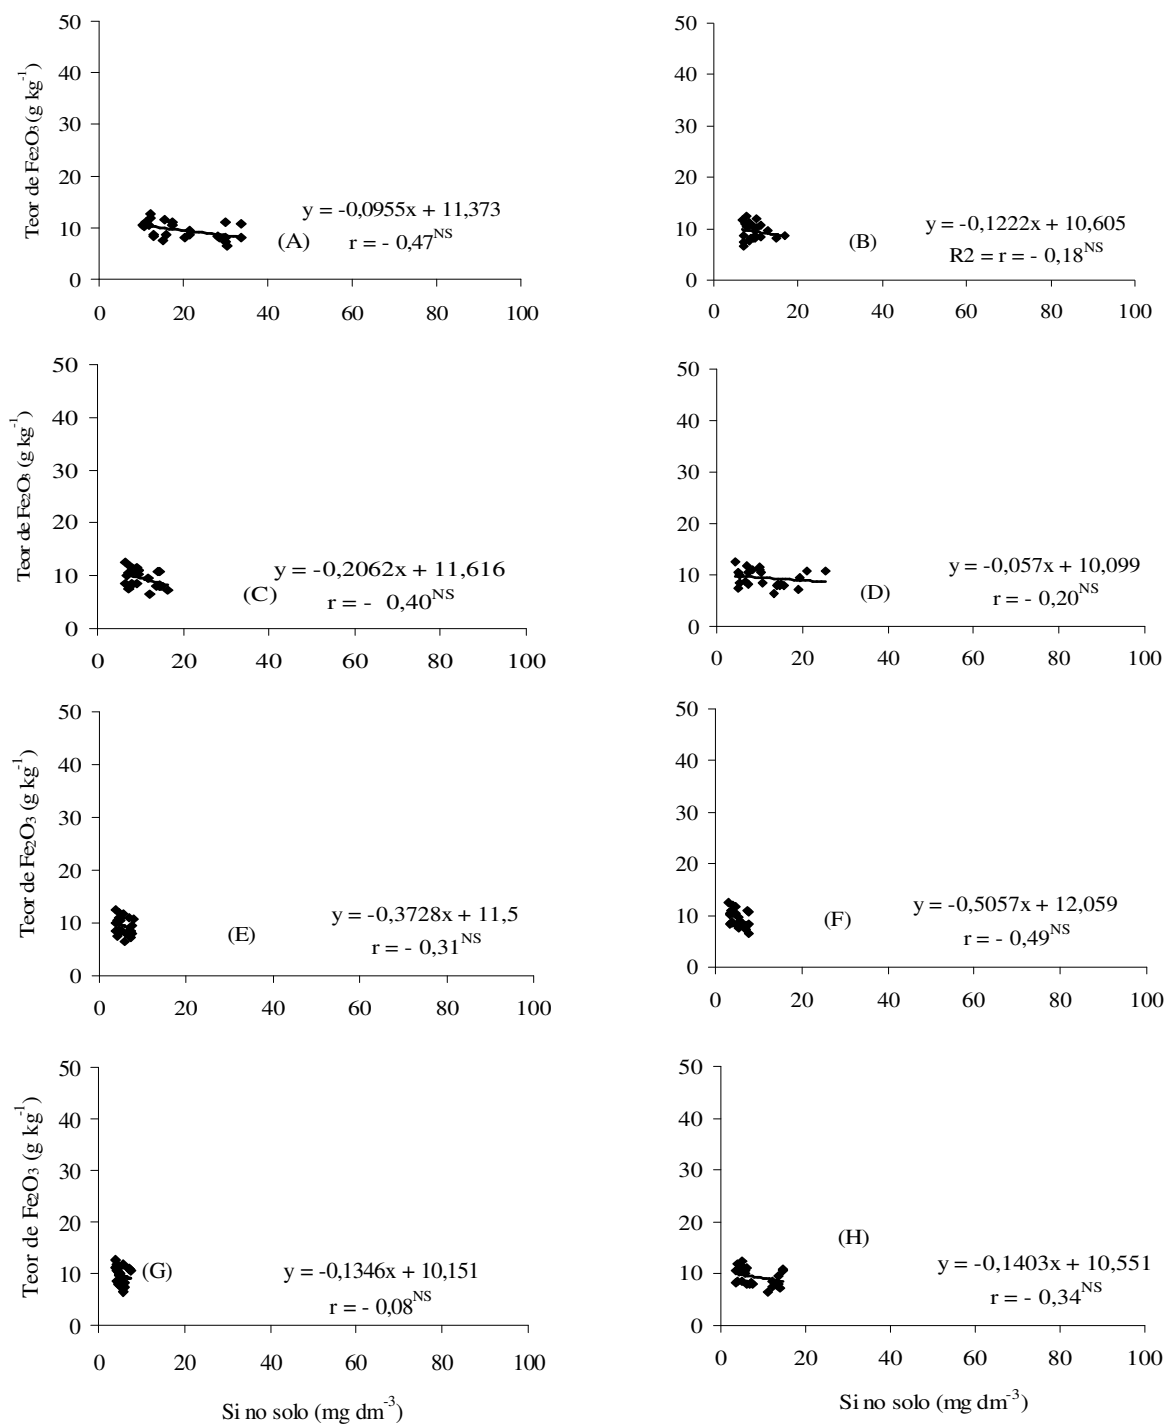 50
40
30
20
10
0
0 20 40 60 80 100
Teor de Fe₂O₃ (g kg⁻¹)
y = -0,0955x + 11,373
r = - 0,47ᴺˢ
(A)
50
40
30
20
10
0
0 20 40 60 80 100
y = -0,1222x + 10,605
R2 = r = - 0,18ᴺˢ
(B)
50
40
30
20
10
0
0 20 40 60 80 100
Teor de Fe₂O₃ (g kg⁻¹)
y = -0,2062x + 11,616
r = - 0,40ᴺˢ
(C)
50
40
30
20
10
0
0 20 40 60 80 100
y = -0,057x + 10,099
r = - 0,20ᴺˢ
(D)
50
40
30
20
10
0
0 20 40 60 80 100
Teor de Fe₂O₃ (g kg⁻¹)
y = -0,3728x + 11,5
r = - 0,31ᴺˢ
(E)
50
40
30
20
10
0
0 20 40 60 80 100
y = -0,5057x + 12,059
r = - 0,49ᴺˢ
(F)
50
40
30
20
10
0
0 20 40 60 80 100
Teor de Fe₂O₃ (g kg⁻¹)
y = -0,1346x + 10,151
r = - 0,08ᴺˢ
(G)
Si no solo (mg dm⁻³)
50
40
30
20
10
0
0 20 40 60 80 100
(H)
y = -0,1403x + 10,551
r = - 0,34ᴺˢ
Si no solo (mg dm⁻³)